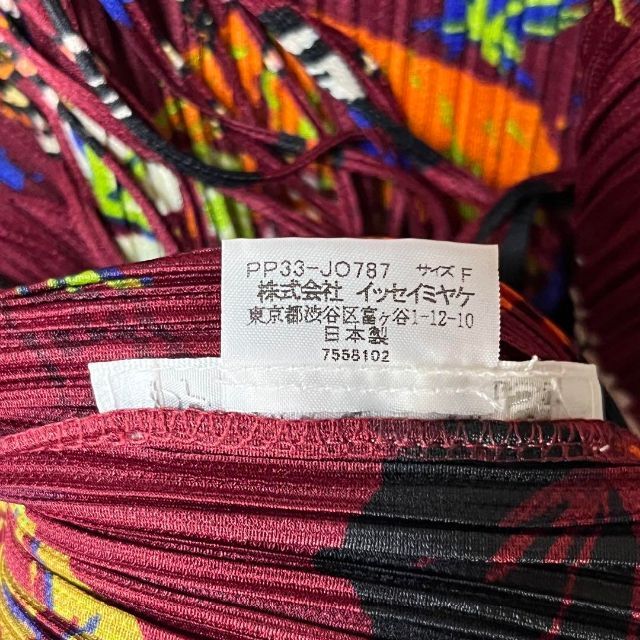 PP33-JO787 サイズ F
株式会社 イッセイミヤケ
東京都渋谷区富ヶ谷1-12-10
日本製
7558102